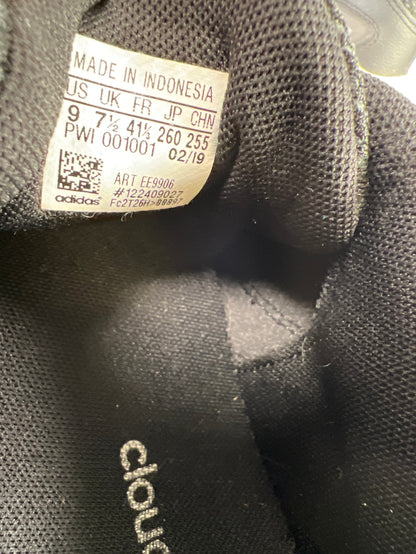 MADE IN INDONESIA
US UK FR JP CHN
9 7½ 41⅓ 260 255
PWI 001001 02/19
ART EE9906
#122409027
adidas
clou